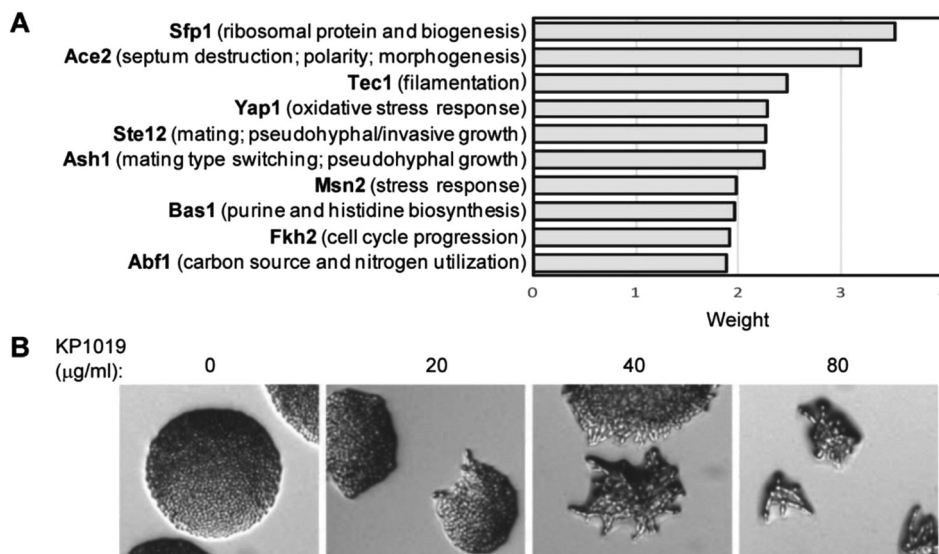 A
Sfp1 (ribosomal protein and biogenesis)
Ace2 (septum destruction; polarity; morphogenesis)
Tec1 (filamentation)
Yap1 (oxidative stress response)
Ste12 (mating; pseudohyphal/invasive growth)
Ash1 (mating type switching; pseudohyphal growth)
Msn2 (stress response)
Bas1 (purine and histidine biosynthesis)
Fkh2 (cell cycle progression)
Abf1 (carbon source and nitrogen utilization)
0 1 2 3
Weight
B KP1019
(µg/ml): 0 20 40 80